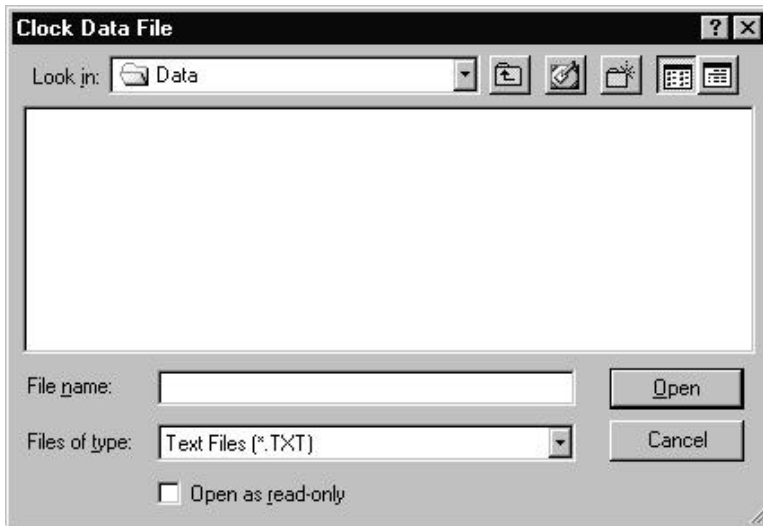 Clock Data File
Look in: Data
File name:
Open
Files of type: Text Files (*.TXT)
Cancel
Open as read-only